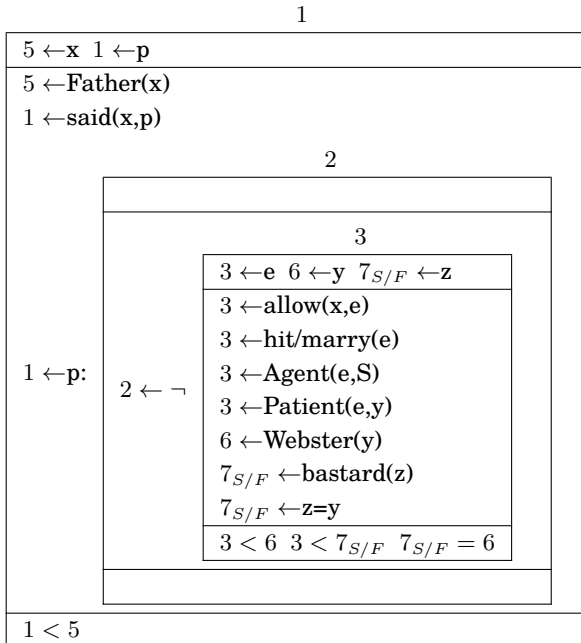 1
5 ←x 1 ←p
5 ←Father(x)
1 ←said(x,p)
2
3
3 ←e 6 ←y 7_{S/F} ←z
3 ←allow(x,e)
3 ←hit/marry(e)
3 ←Agent(e,S)
1 ←p: 2 ← ¬
3 ←Patient(e,y)
6 ←Webster(y)
7_{S/F} ←bastard(z)
7_{S/F} ←z=y
3 < 6 3 < 7_{S/F} 7_{S/F} = 6
1 < 5